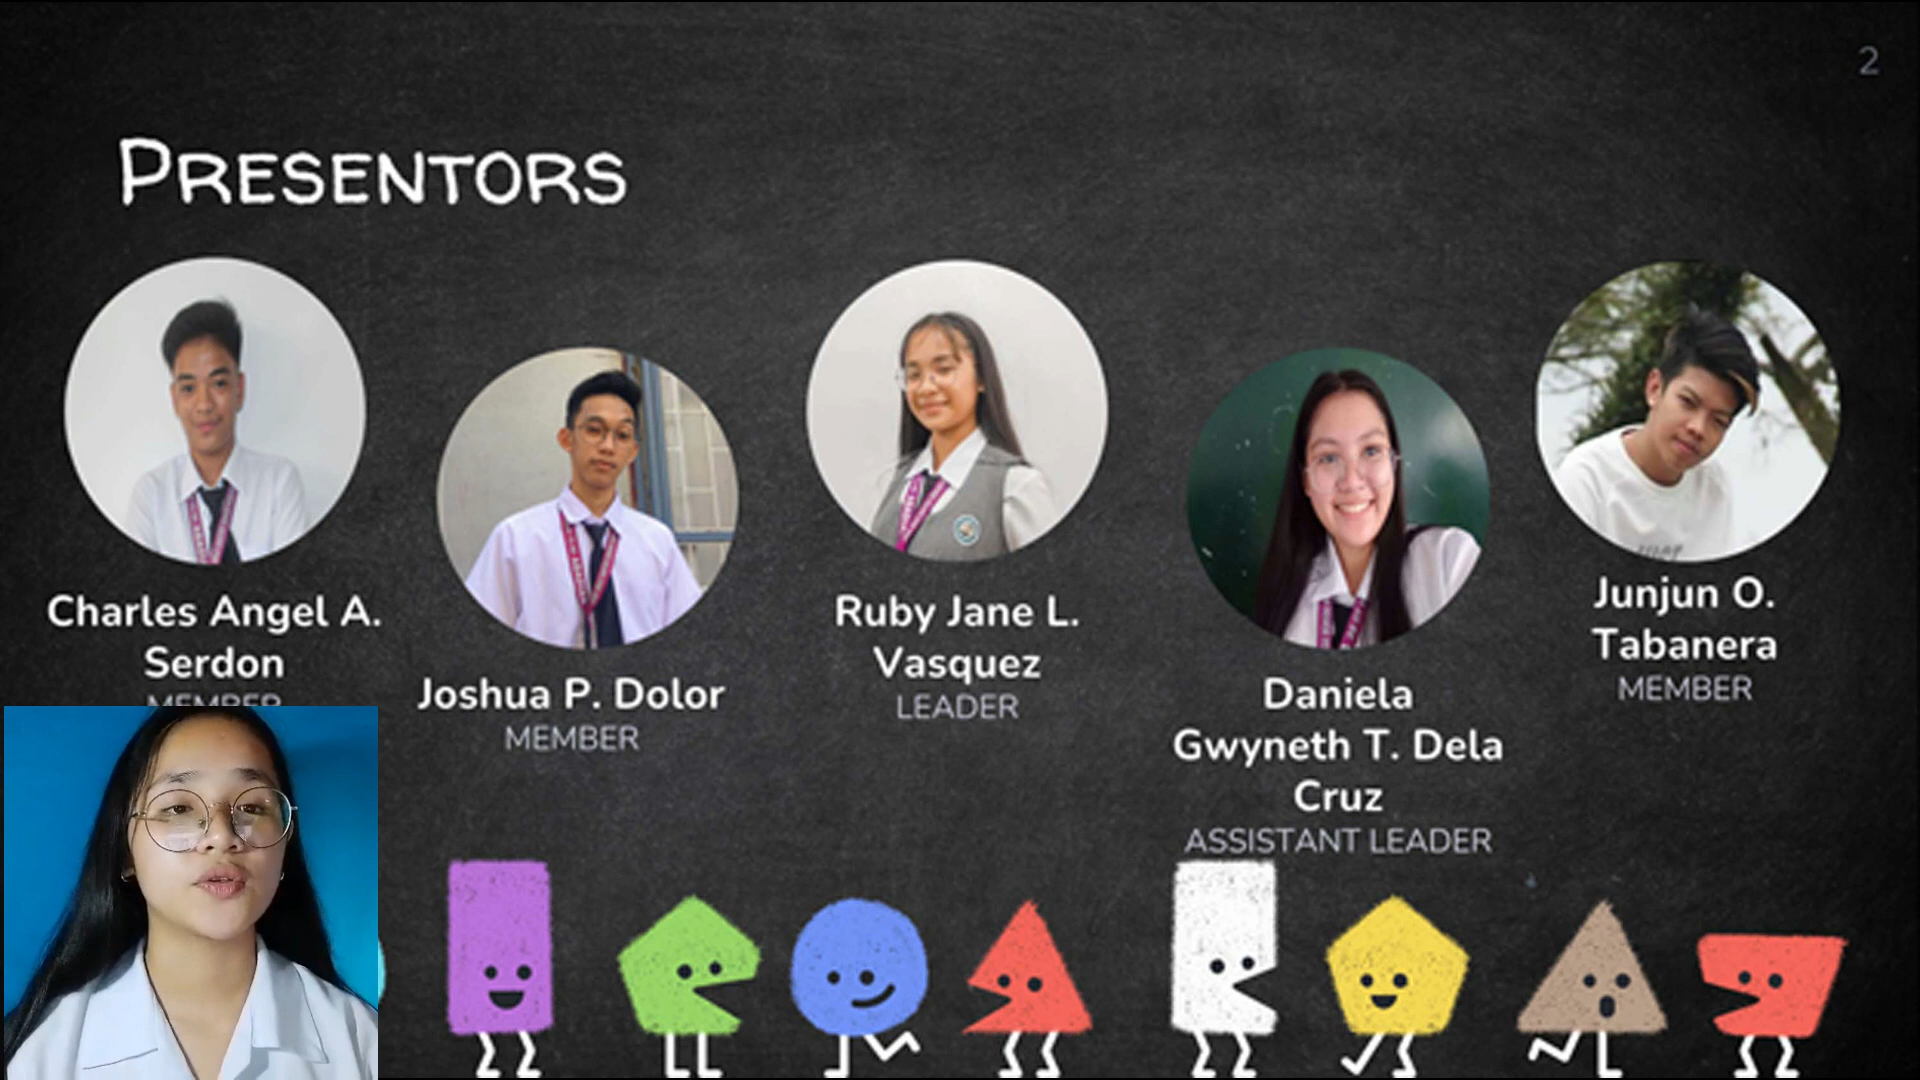 2
PRESENTORS
Charles Angel A.
Serdon
MEMBER
Joshua P. Dolor
MEMBER
Ruby Jane L.
Vasquez
LEADER
Daniela
Gwyneth T. Dela
Cruz
ASSISTANT LEADER
Junjun O.
Tabanera
MEMBER